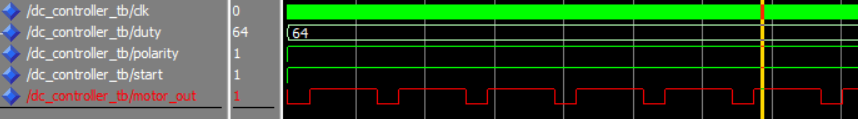 /dc_controller_tb/clk 0
/dc_controller_tb/duty 64 64
/dc_controller_tb/polarity 1
/dc_controller_tb/start 1
/dc_controller_tb/motor_out 1